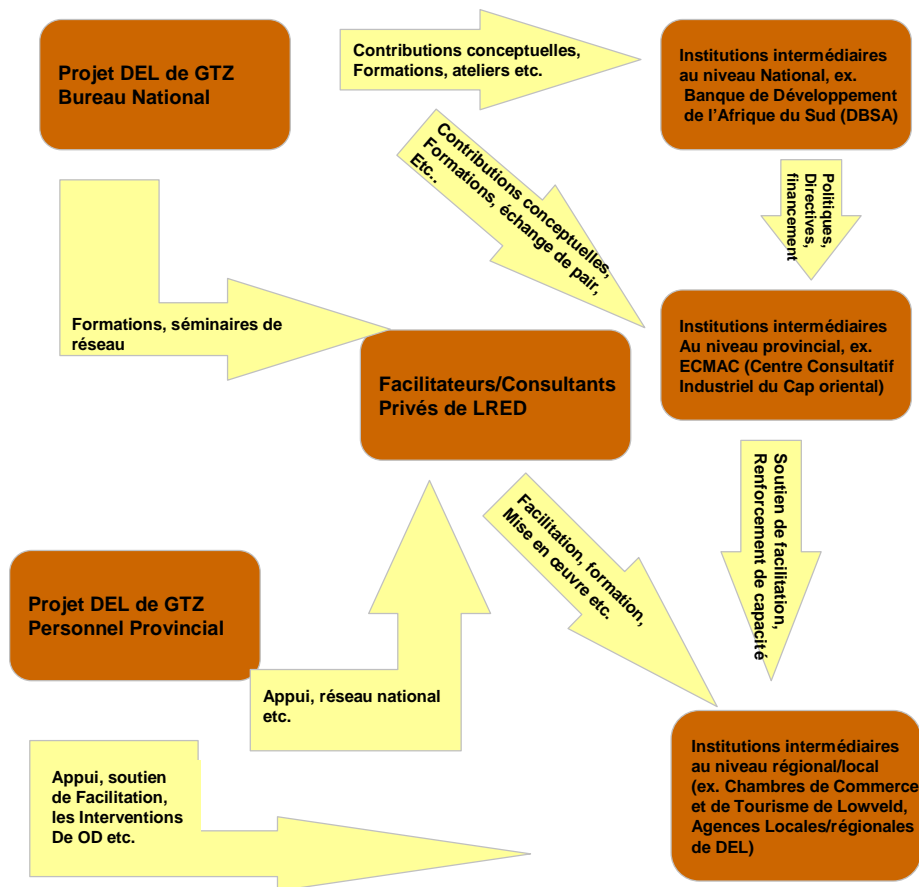 Projet DEL de GTZ
Bureau National
Contributions conceptuelles,
Formations, ateliers etc.
Institutions intermédiaires
au niveau National, ex.
Banque de Développement
de l'Afrique du Sud (DBSA)
Contributions conceptuelles,
Formations, échange de pair,
Etc..
Politiques,
Directives,
financement
Formations, séminaires de
réseau
Facilitateurs/Consultants
Privés de LRED
Institutions intermédiaires
Au niveau provincial, ex.
ECMAC (Centre Consultatif
Industriel du Cap oriental)
Facilitation, formation,
Mise en œuvre etc.
Soutien de facilitation,
Renforcement de capacité
Projet DEL de GTZ
Personnel Provincial
Appui, réseau national
etc.
Appui, soutien
de Facilitation,
les Interventions
De OD etc.
Institutions intermédiaires
au niveau régional/local
(ex. Chambres de Commerce
et de Tourisme de Lowveld,
Agences Locales/régionales
de DEL)